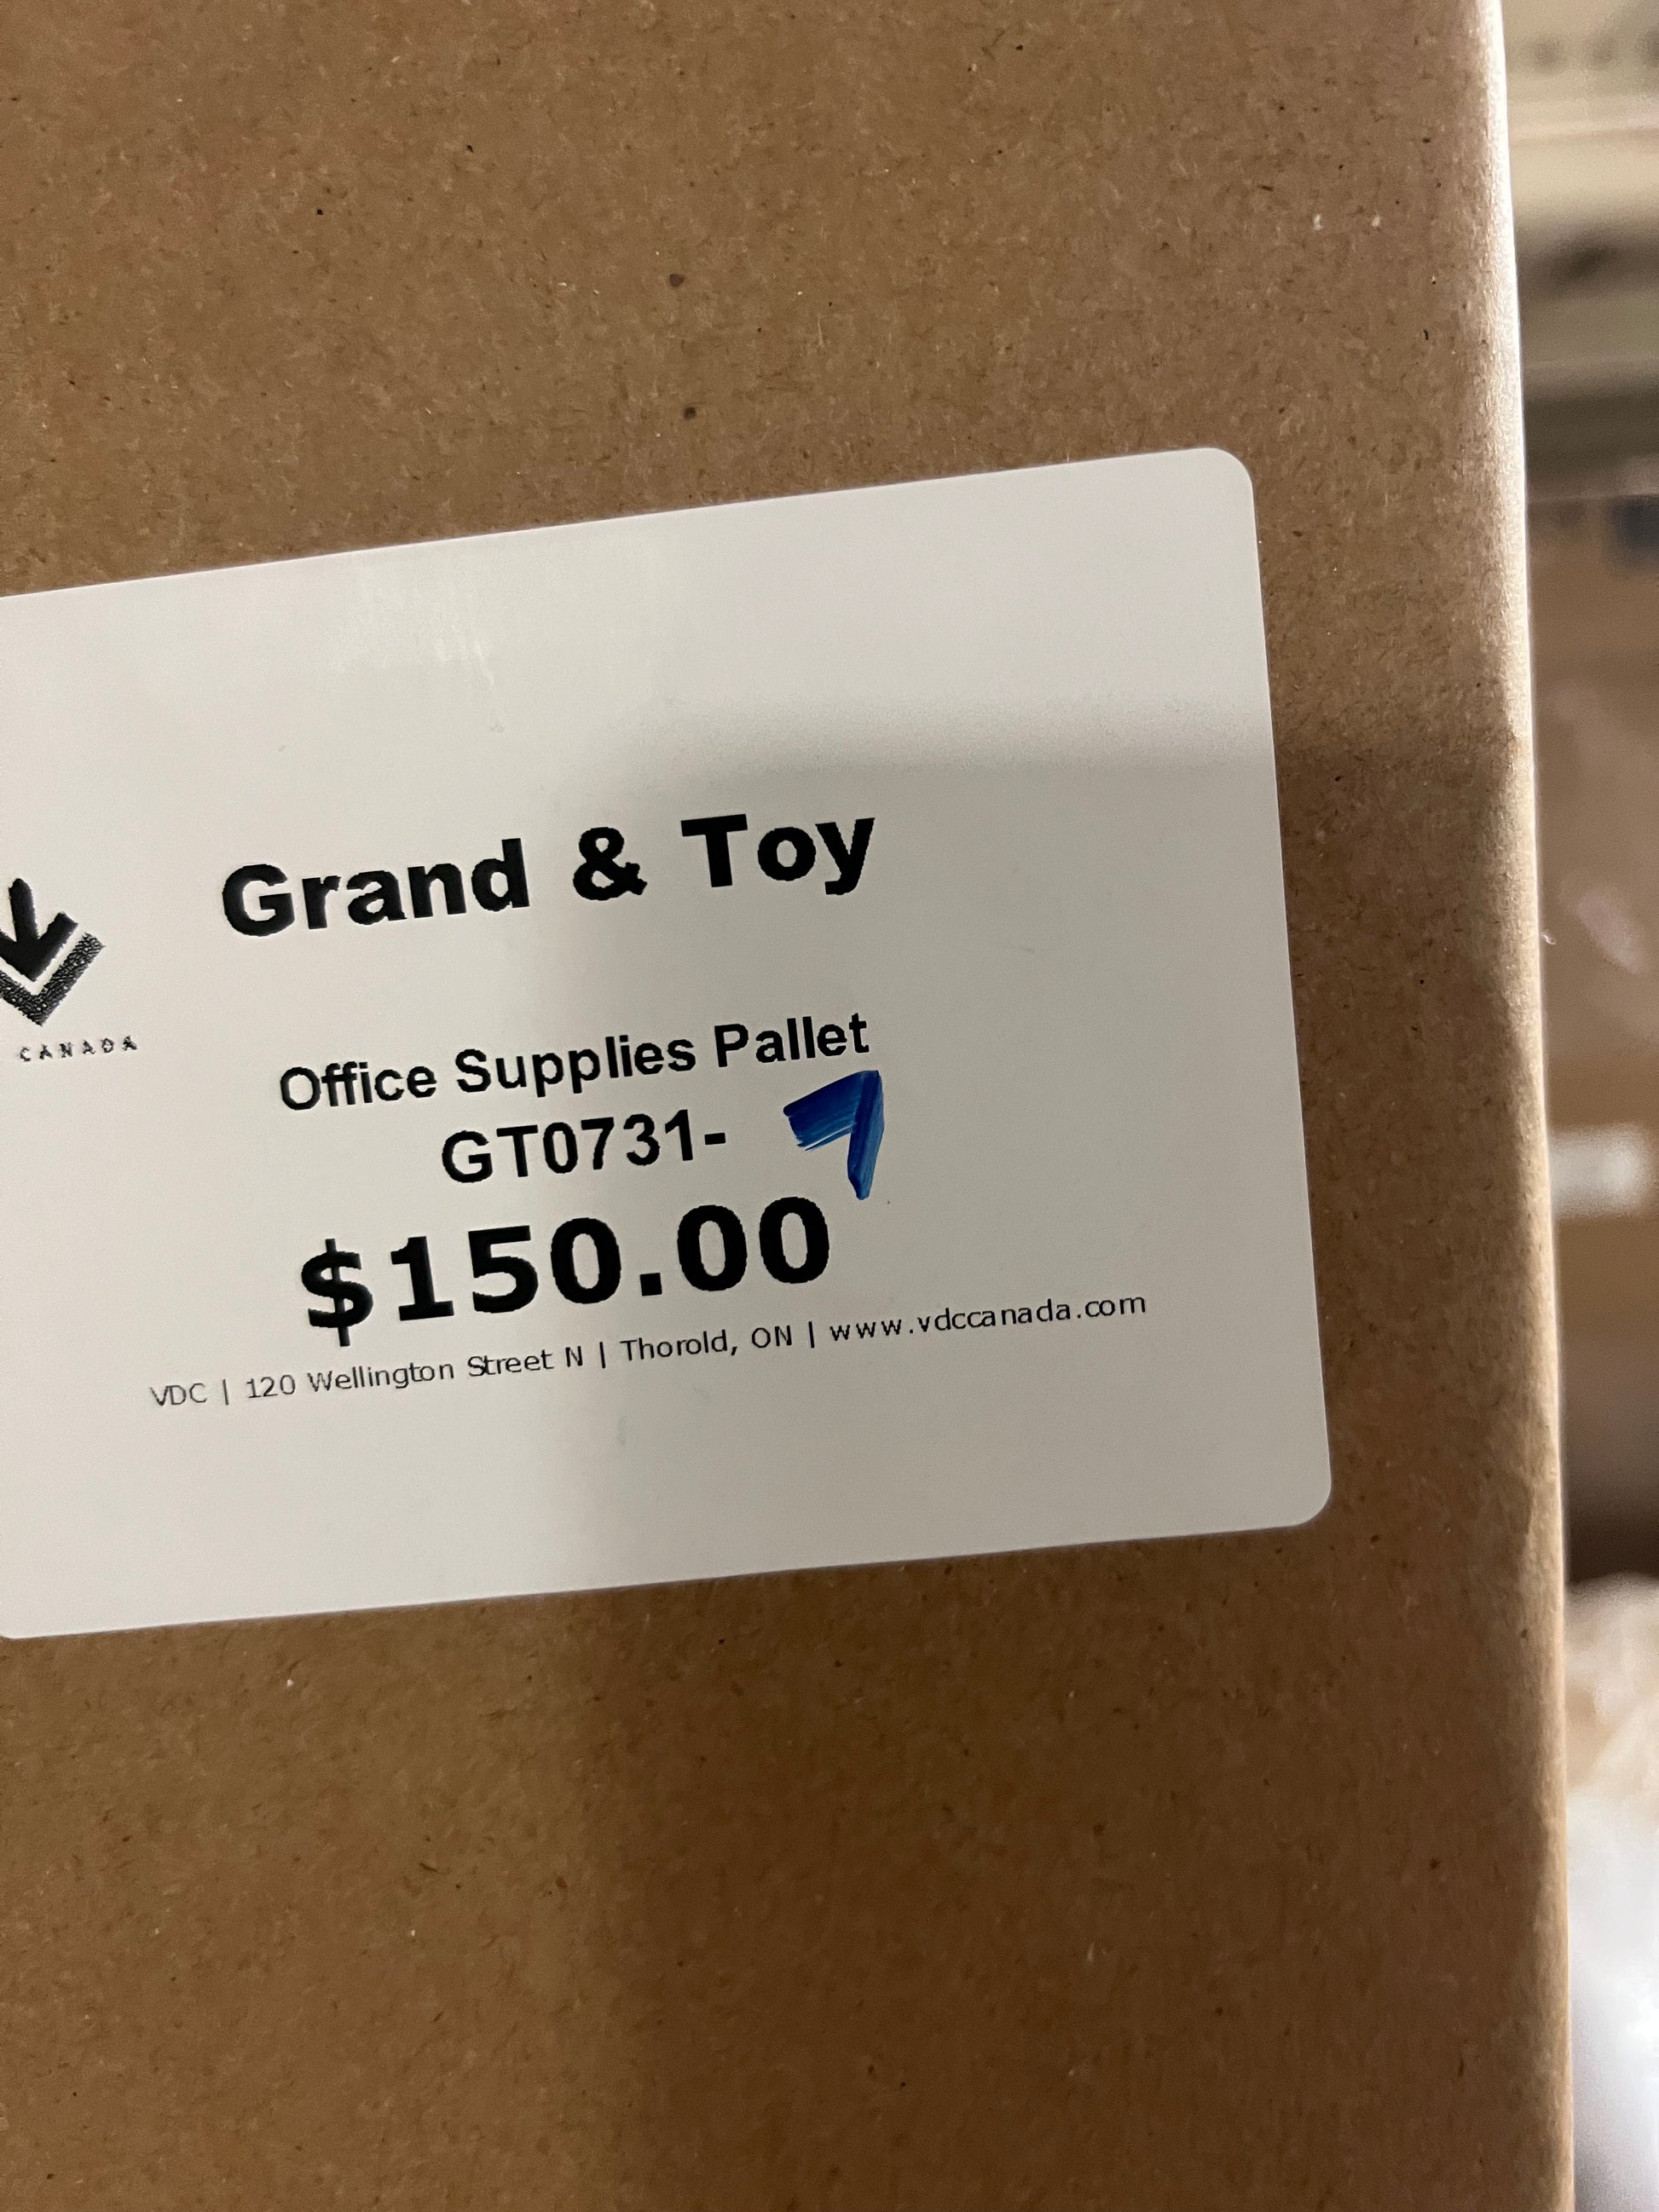 Grand & Toy
CANADA
Office Supplies Pallet
GT0731- 7
$150.00
VDC | 120 Wellington Street N | Thorold, ON | www.vdccanada.com